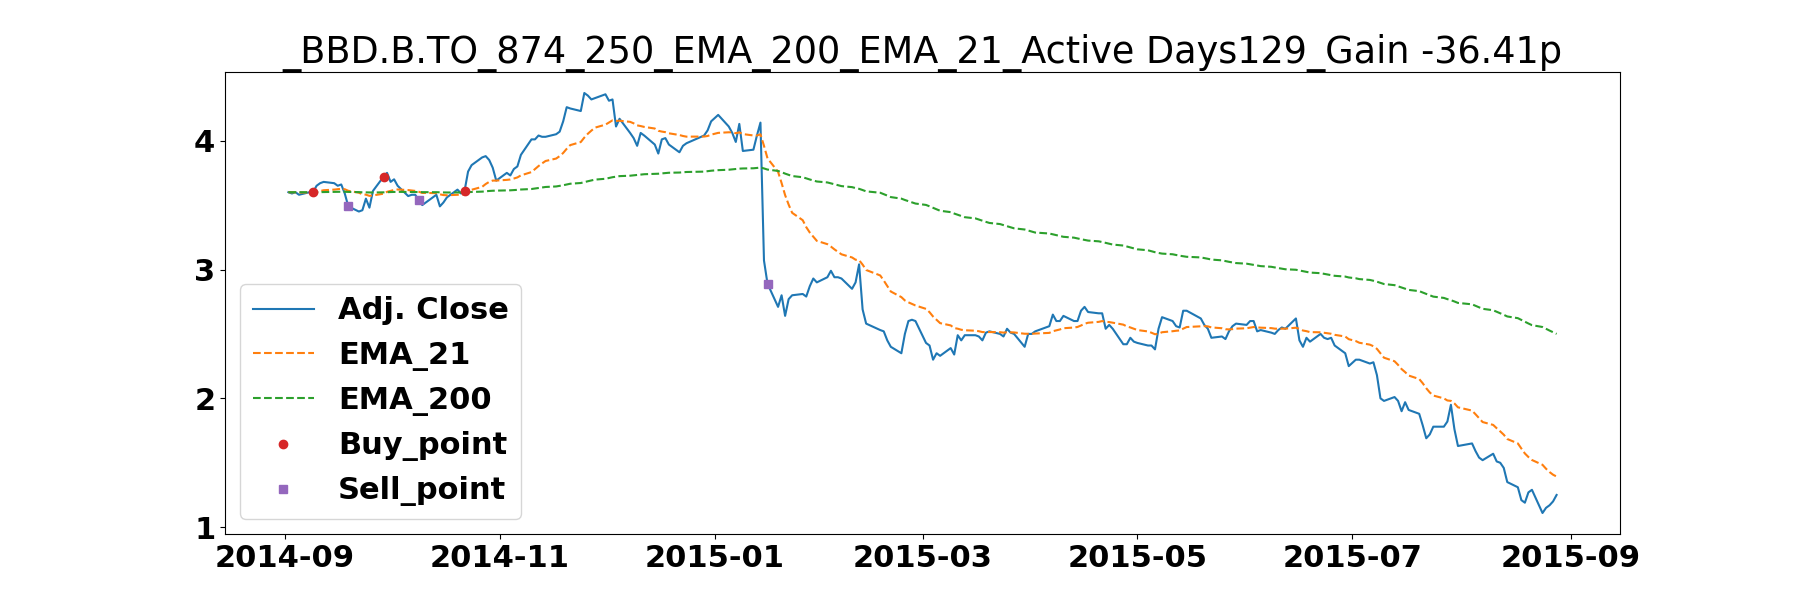 _BBD.B.TO_874_250_EMA_200_EMA_21_Active Days129_Gain -36.41p
4
3
2
1
Adj. Close
EMA_21
EMA_200
Buy_point
Sell_point
2014-09 2014-11 2015-01 2015-03 2015-05 2015-07 2015-09